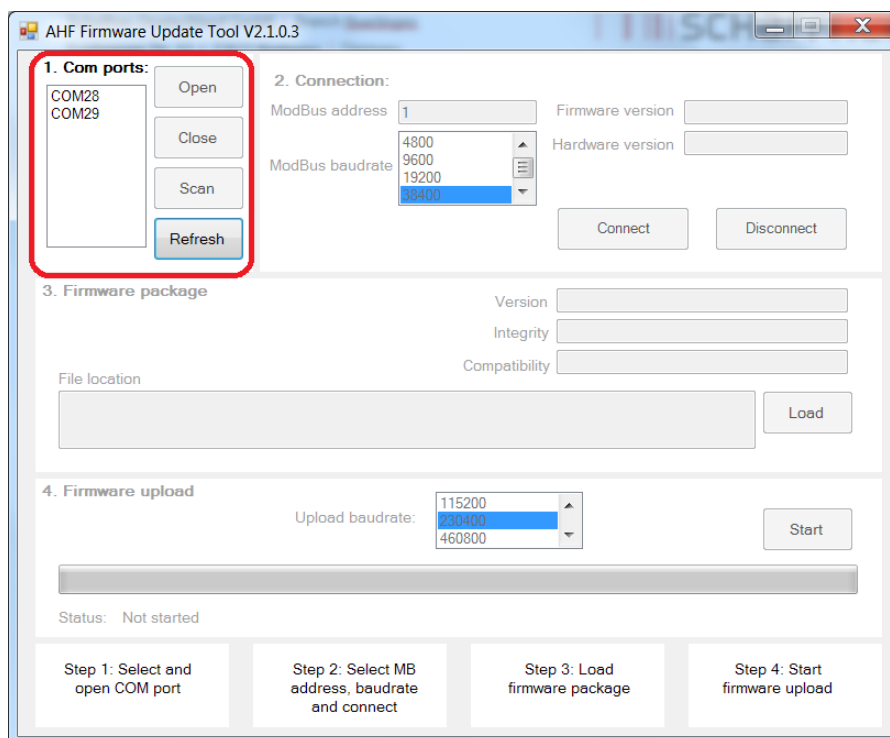 AHF Firmware Update Tool V2.1.0.3
SCH
1. Com ports:
COM28
COM29
Open
Close
Scan
Refresh
2. Connection:
ModBus address
1
ModBus baudrate
4800
9600
19200
38400
Firmware version
Hardware version
Connect
Disconnect
3. Firmware package
Version
Integrity
Compatibility
File location
Load
4. Firmware upload
Upload baudrate:
115200
230400
460800
Start
Status: Not started
Step 1: Select and
open COM port
Step 2: Select MB
address, baudrate
and connect
Step 3: Load
firmware package
Step 4: Start
firmware upload